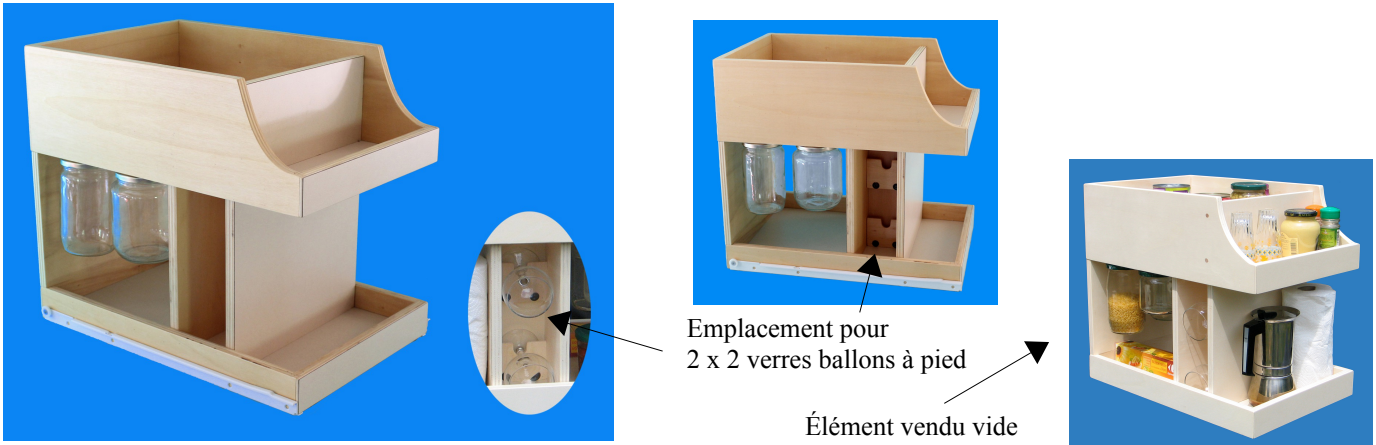 Emplacement pour
2 x 2 verres ballons à pied
Élément vendu vide